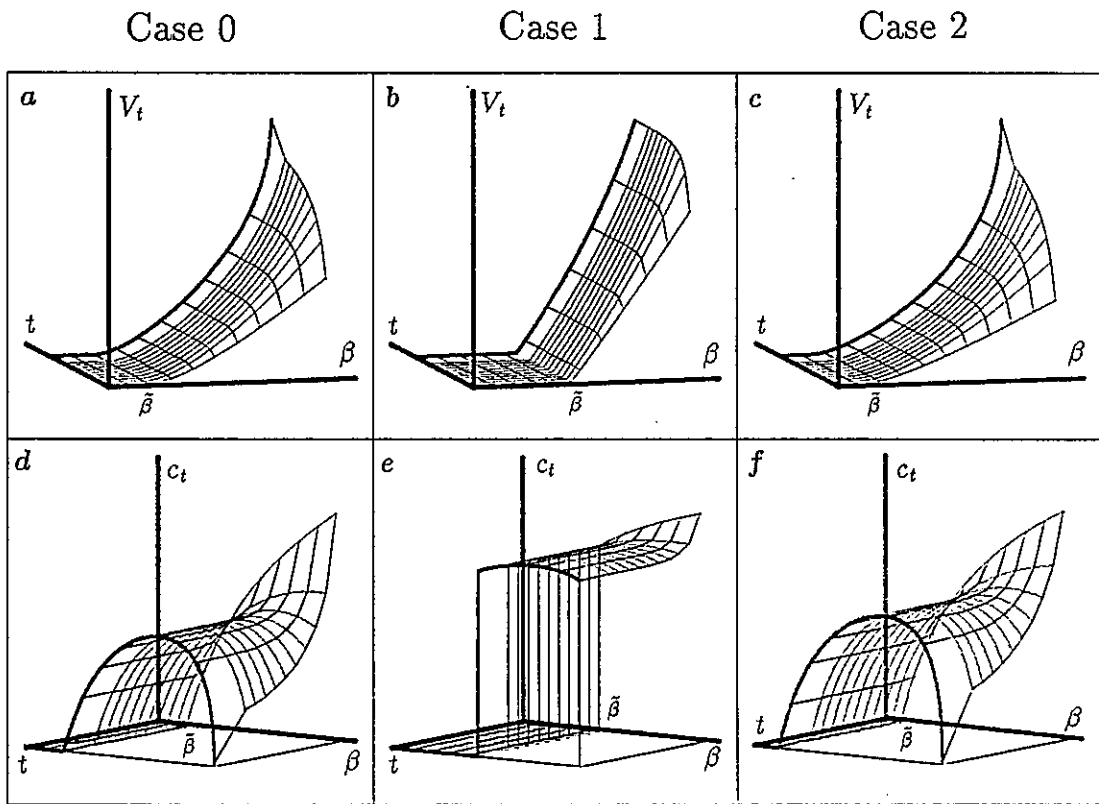 Case 0 Case 1 Case 2
a V_t b V_t c V_t
t β t β t β
β̃ β̃ β̃
d c_t e c_t f c_t
t β̃ β t β̃ β t β̃ β